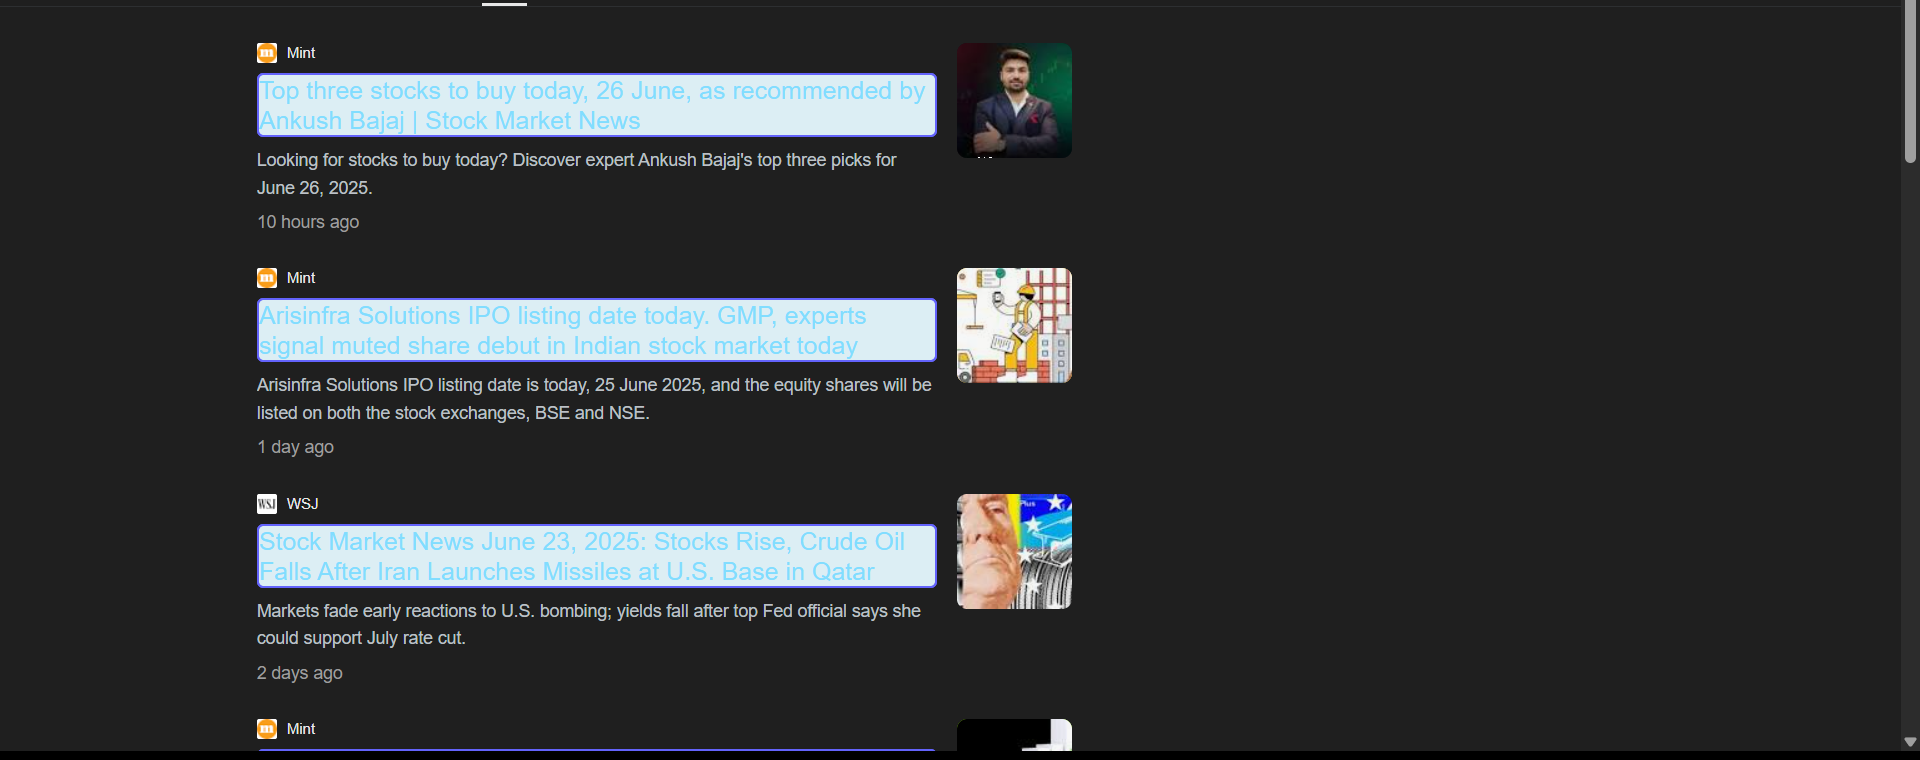 Mint
Top three stocks to buy today, 26 June, as recommended by
Ankush Bajaj | Stock Market News
Looking for stocks to buy today? Discover expert Ankush Bajaj's top three picks for
June 26, 2025.
10 hours ago
Mint
Arisinfra Solutions IPO listing date today. GMP, experts
signal muted share debut in Indian stock market today
Arisinfra Solutions IPO listing date is today, 25 June 2025, and the equity shares will be
listed on both the stock exchanges, BSE and NSE.
1 day ago
WSJ WSJ
Stock Market News June 23, 2025: Stocks Rise, Crude Oil
Falls After Iran Launches Missiles at U.S. Base in Qatar
Plus
Markets fade early reactions to U.S. bombing; yields fall after top Fed official says she
could support July rate cut.
2 days ago
Mint